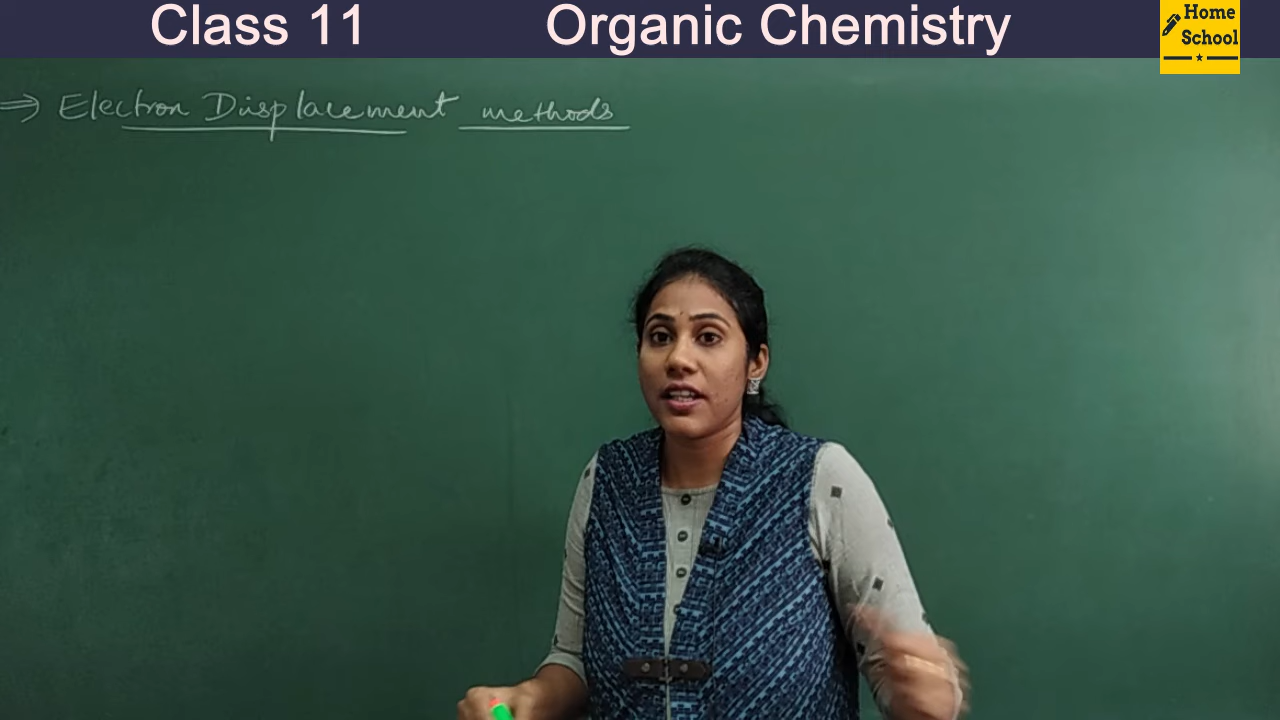 Class 11 Organic Chemistry
Home
School
⇒ Electron Displacement methods